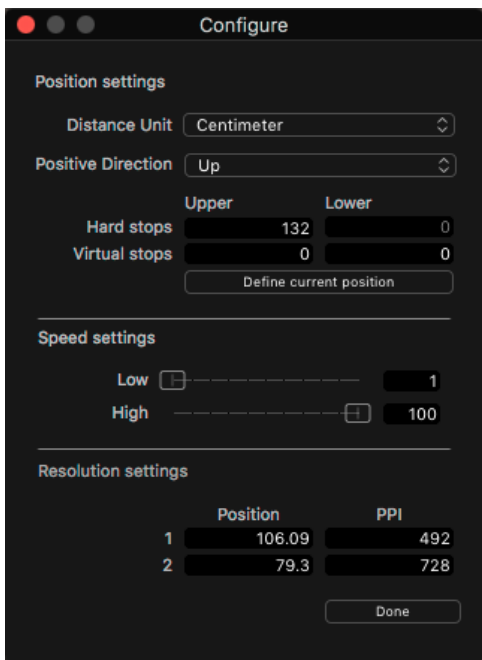 Configure
Position settings
Distance Unit Centimeter
Positive Direction Up
Upper Lower
Hard stops 132 0
Virtual stops 0 0
Define current position
Speed settings
Low 1
High 100
Resolution settings
Position PPI
1 106.09 492
2 79.3 728
Done